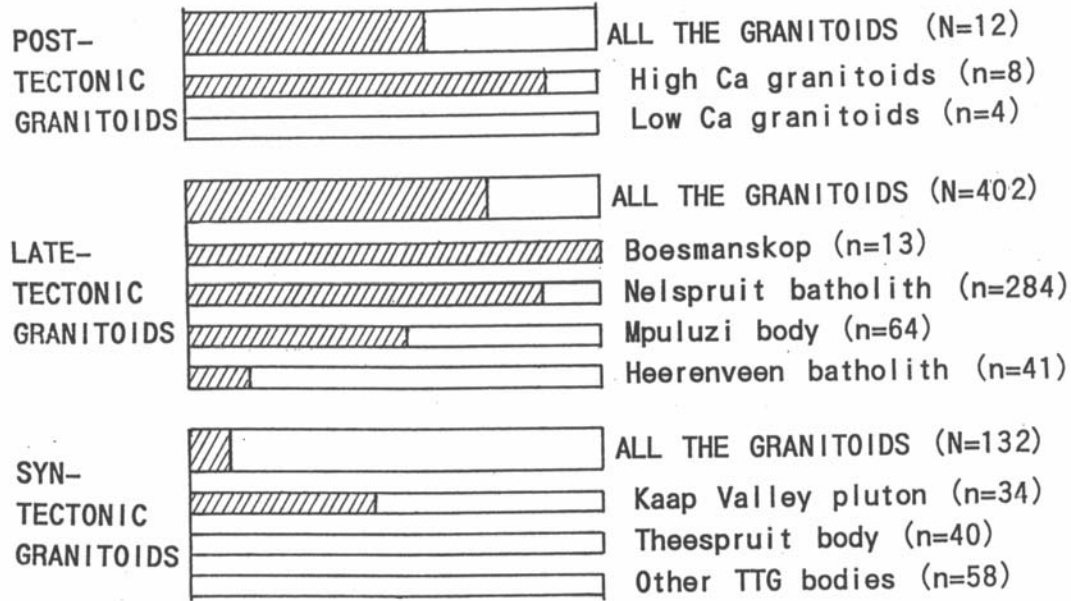 POST-
TECTONIC
GRANITOIDS
ALL THE GRANITOIDS (N=12)
High Ca granitoids (n=8)
Low Ca granitoids (n=4)
LATE-
TECTONIC
GRANITOIDS
ALL THE GRANITOIDS (N=402)
Boesmanskop (n=13)
Nelspruit batholith (n=284)
Mpuluzi body (n=64)
Heerenveen batholith (n=41)
SYN-
TECTONIC
GRANITOIDS
ALL THE GRANITOIDS (N=132)
Kaap Valley pluton (n=34)
Theespruit body (n=40)
Other TTG bodies (n=58)